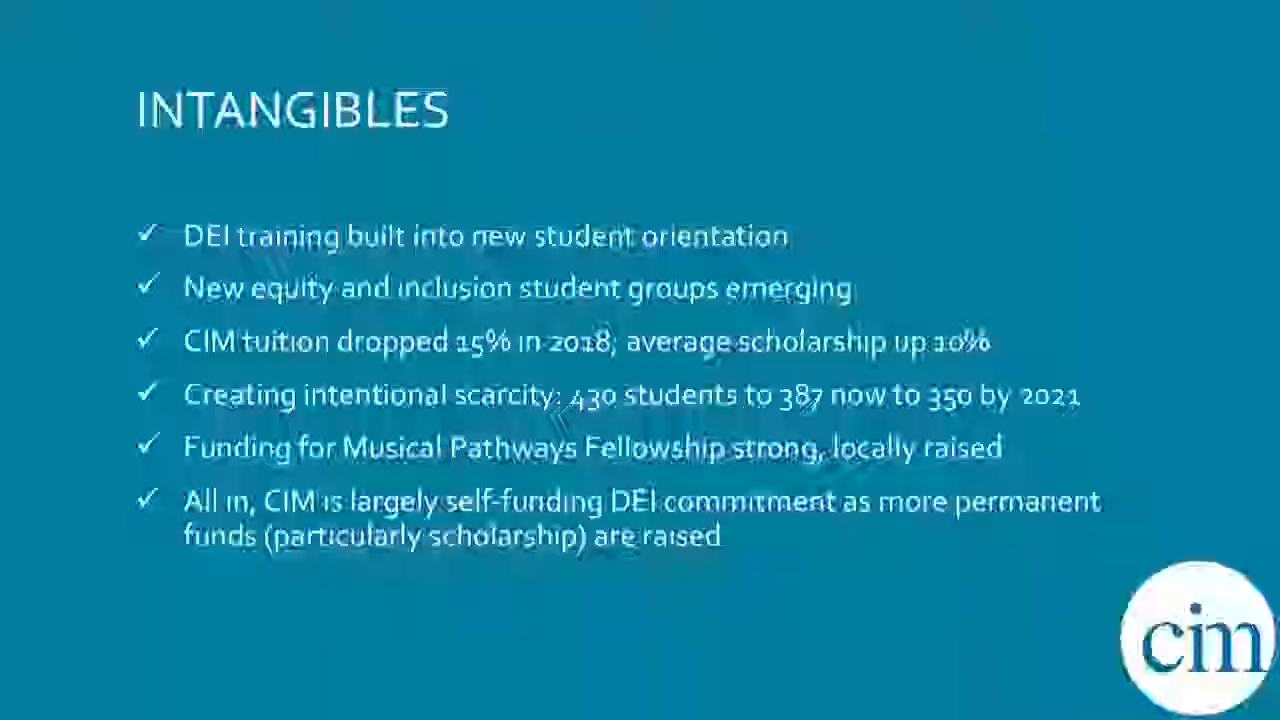 INTANGIBLES
✓ DEI training built into new student orientation
✓ New equity and inclusion student groups emerging
✓ CIM tuition dropped 15% in 2018; average scholarship up 10%
✓ Creating intentional scarcity: 430 students to 387 now to 350 by 2021
✓ Funding for Musical Pathways Fellowship strong, locally raised
✓ All in, CIM is largely self-funding DEI commitment as more permanent
funds (particularly scholarship) are raised
cim